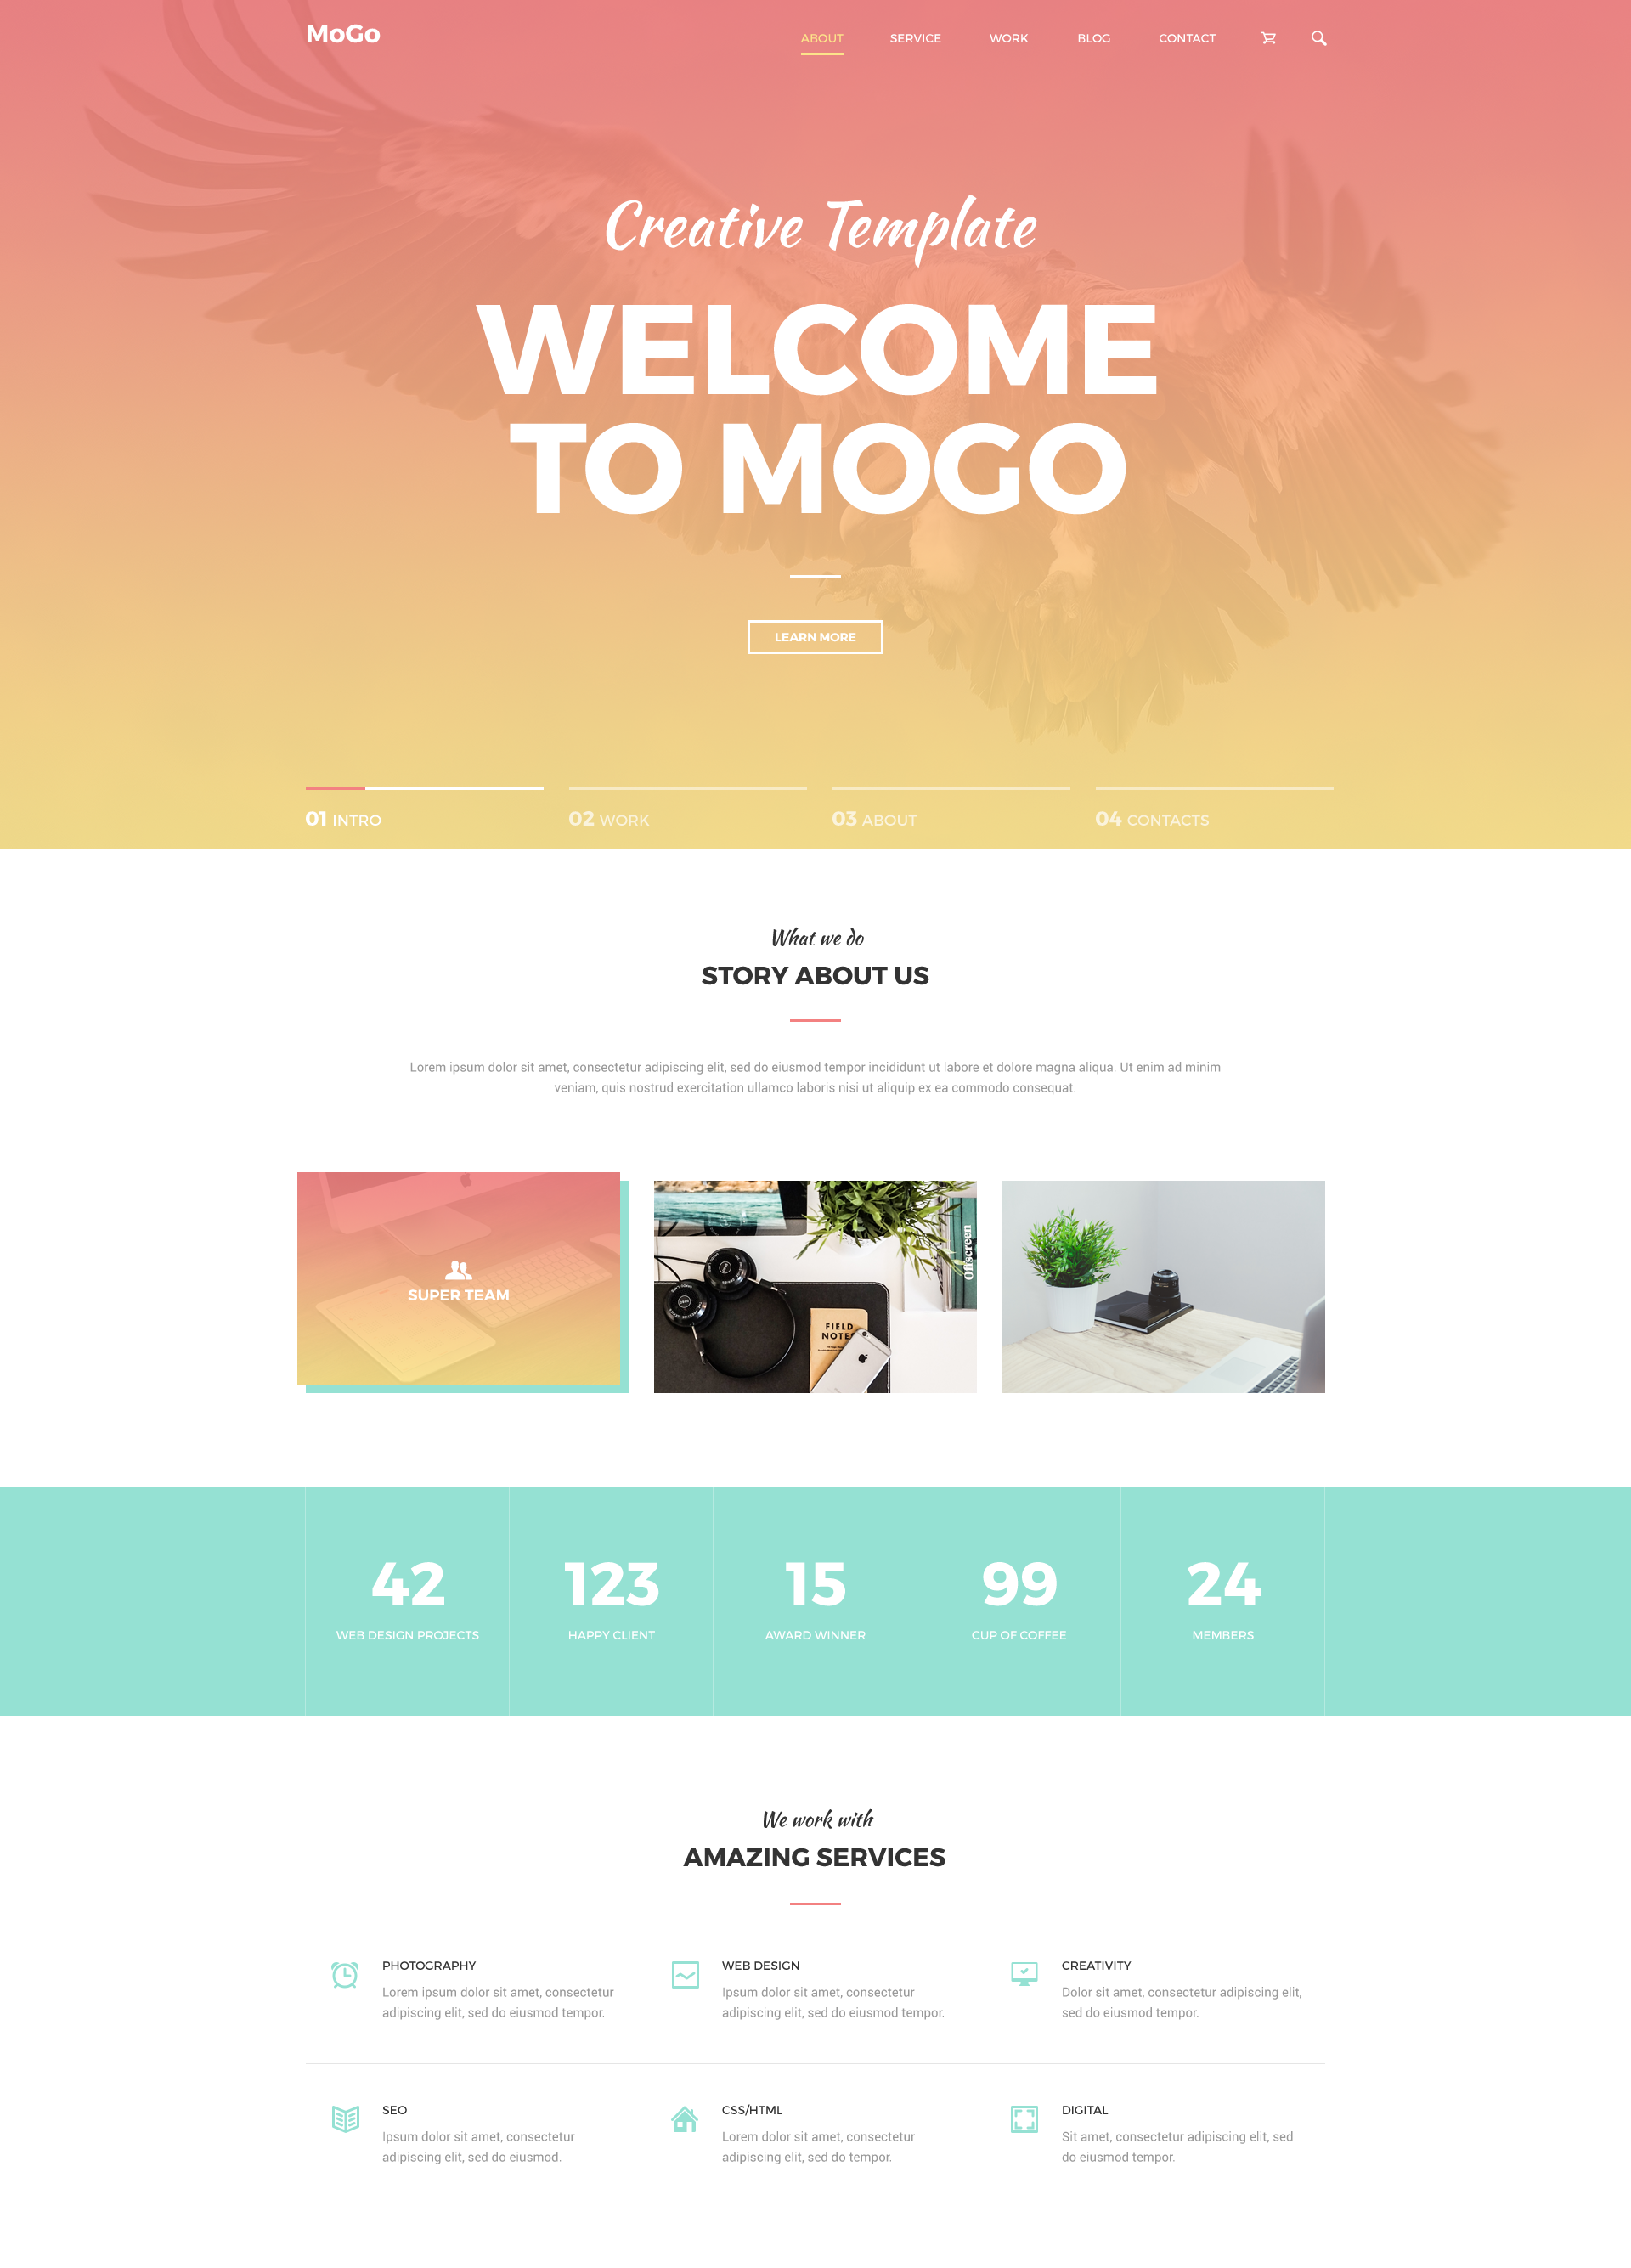 MoGo
ABOUT SERVICE WORK BLOG CONTACT
Creative Template
WELCOME
TO MOGO
LEARN MORE
01 INTRO
02 WORK
03 ABOUT
04 CONTACTS
What we do
STORY ABOUT US
Lorem ipsum dolor sit amet, consectetur adipiscing elit, sed do eiusmod tempor incididunt ut labore et dolore magna aliqua. Ut enim ad minim
veniam, quis nostrud exercitation ullamco laboris nisi ut aliquip ex ea commodo consequat.
SUPER TEAM
Offscreen
FIELD
NOTES
42
WEB DESIGN PROJECTS
123
HAPPY CLIENT
15
AWARD WINNER
99
CUP OF COFFEE
24
MEMBERS
We work with
AMAZING SERVICES
PHOTOGRAPHY
Lorem ipsum dolor sit amet, consectetur
adipiscing elit, sed do eiusmod tempor.
WEB DESIGN
Ipsum dolor sit amet, consectetur
adipiscing elit, sed do eiusmod tempor.
CREATIVITY
Dolor sit amet, consectetur adipiscing elit,
sed do eiusmod tempor.
SEO
Ipsum dolor sit amet, consectetur
adipiscing elit, sed do eiusmod.
CSS/HTML
Lorem dolor sit amet, consectetur
adipiscing elit, sed do tempor.
DIGITAL
Sit amet, consectetur adipiscing elit, sed
do eiusmod tempor.